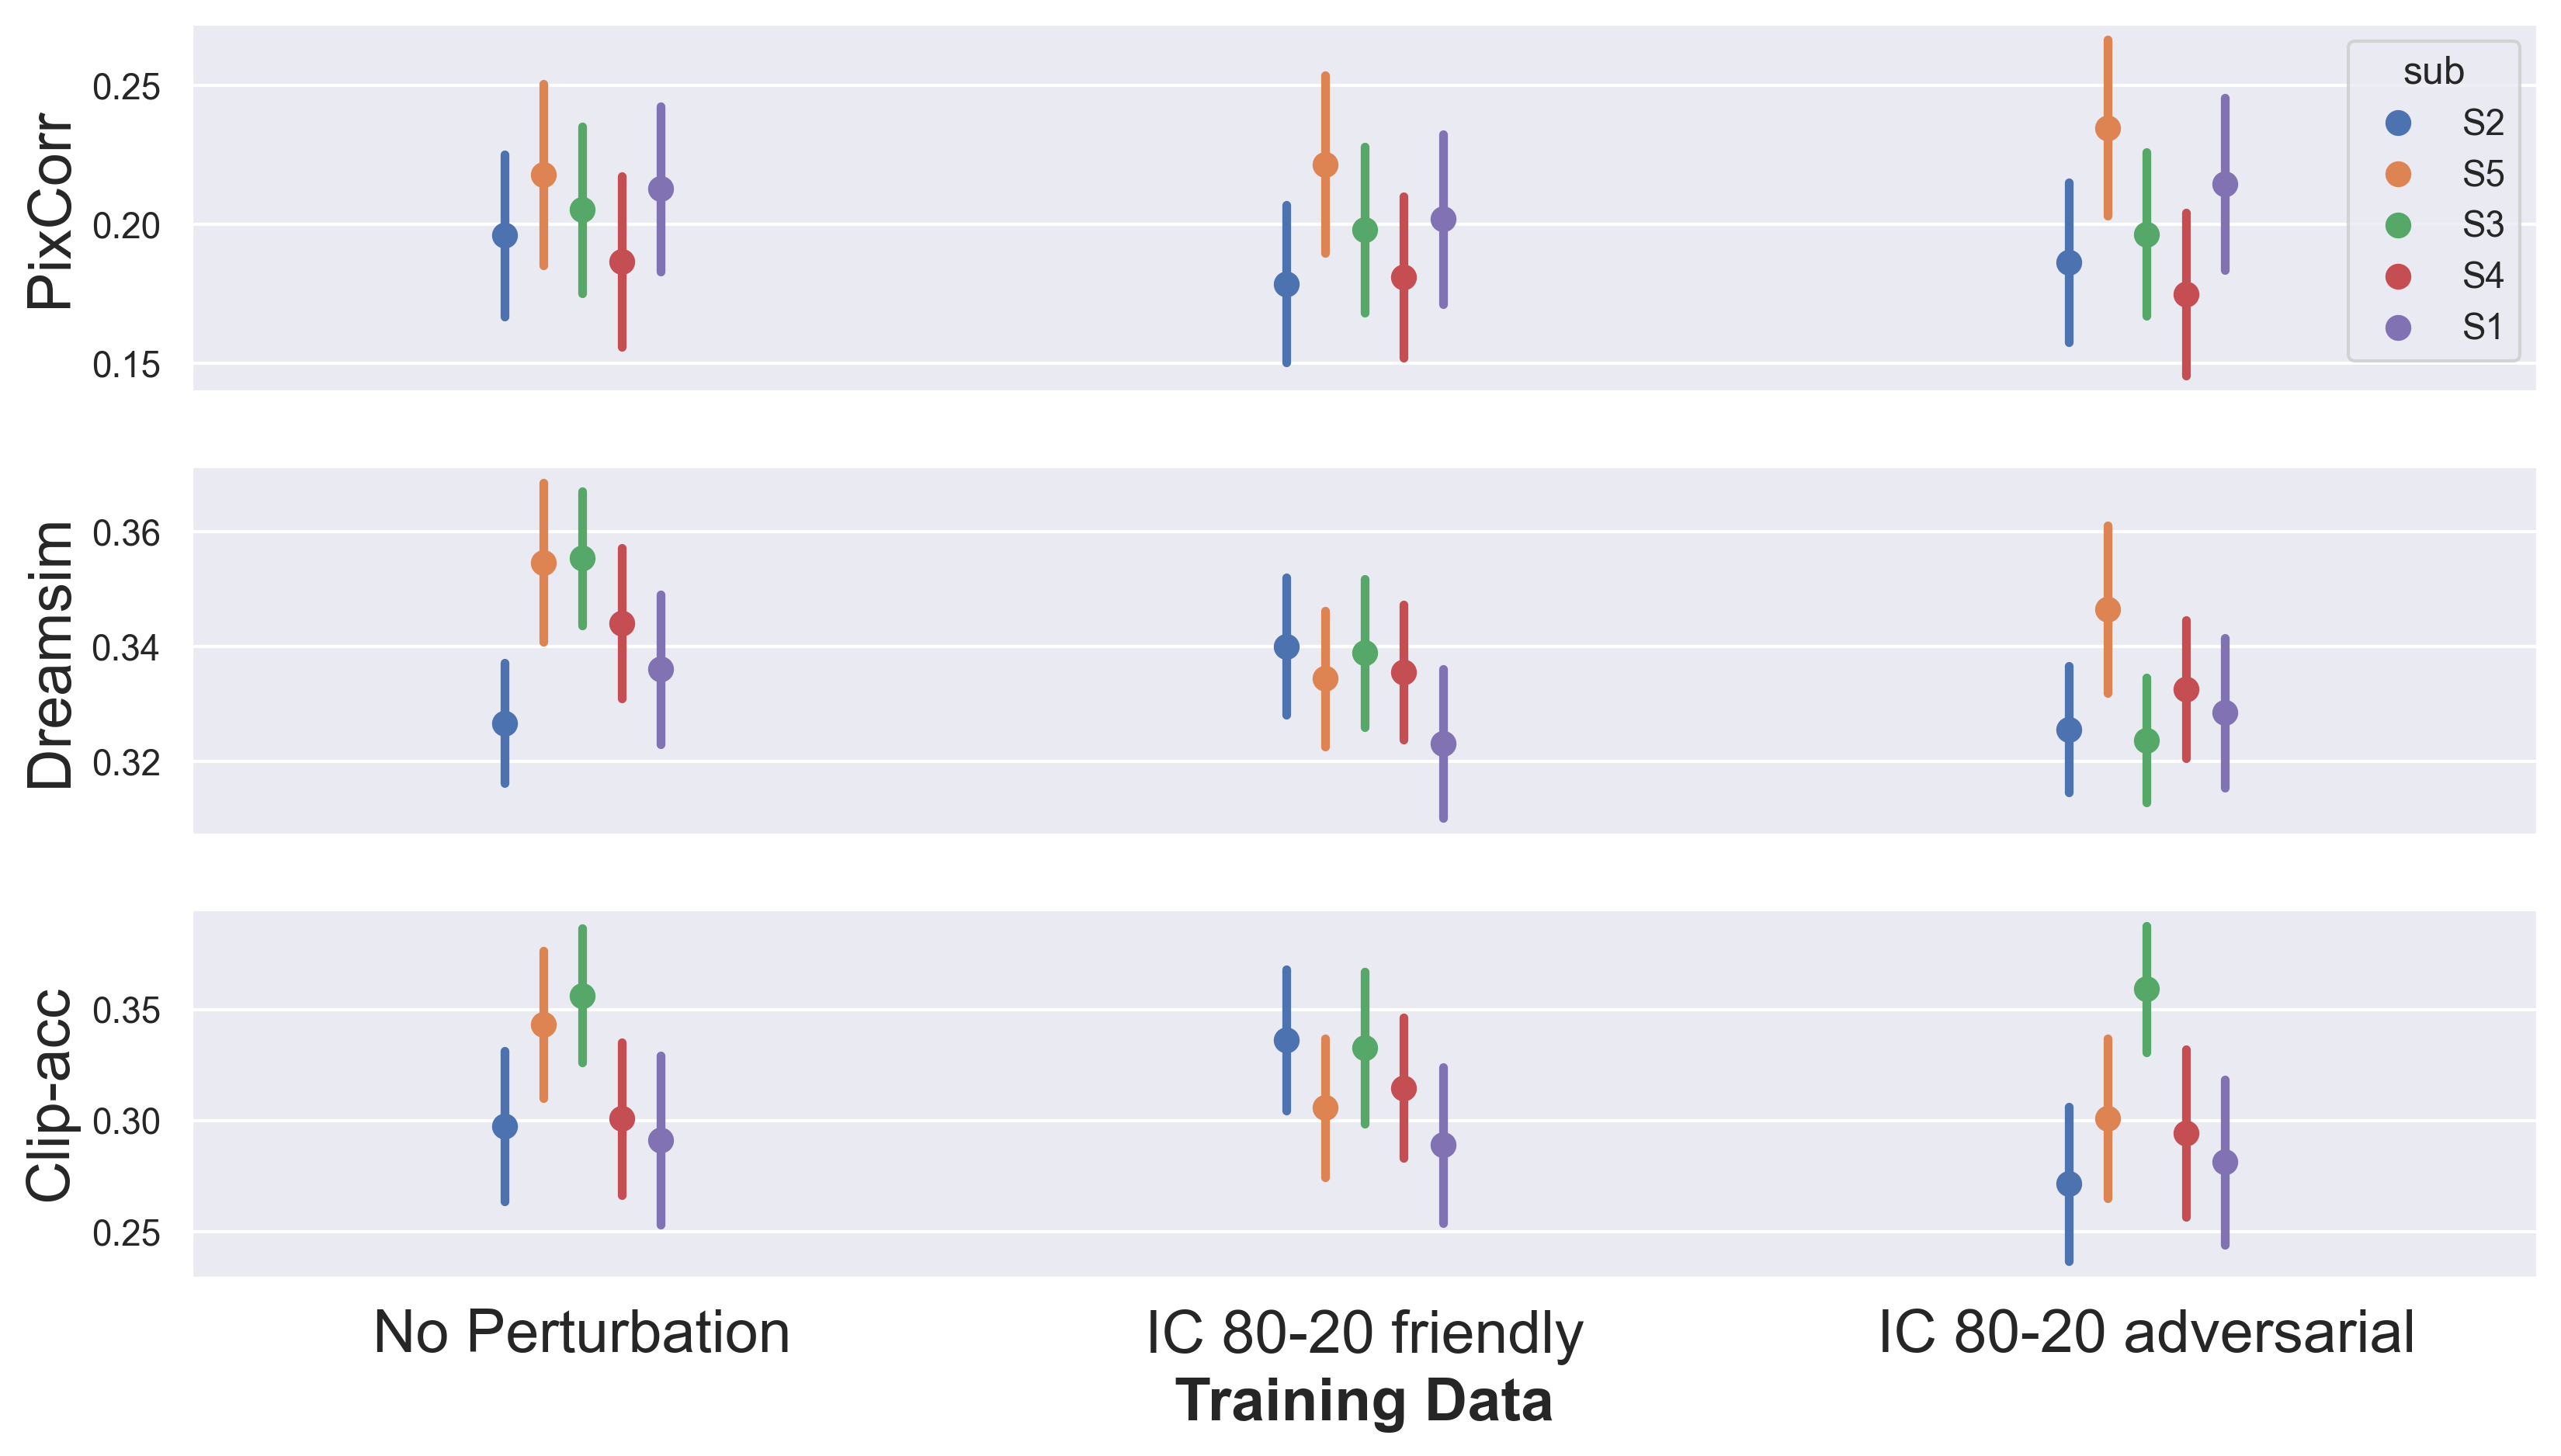 PixCorr
0.25
0.20
0.15
sub
S2
S5
S3
S4
S1
Dreamsim
0.36
0.34
0.32
Clip-acc
0.35
0.30
0.25
No Perturbation
IC 80-20 friendly
IC 80-20 adversarial
Training Data